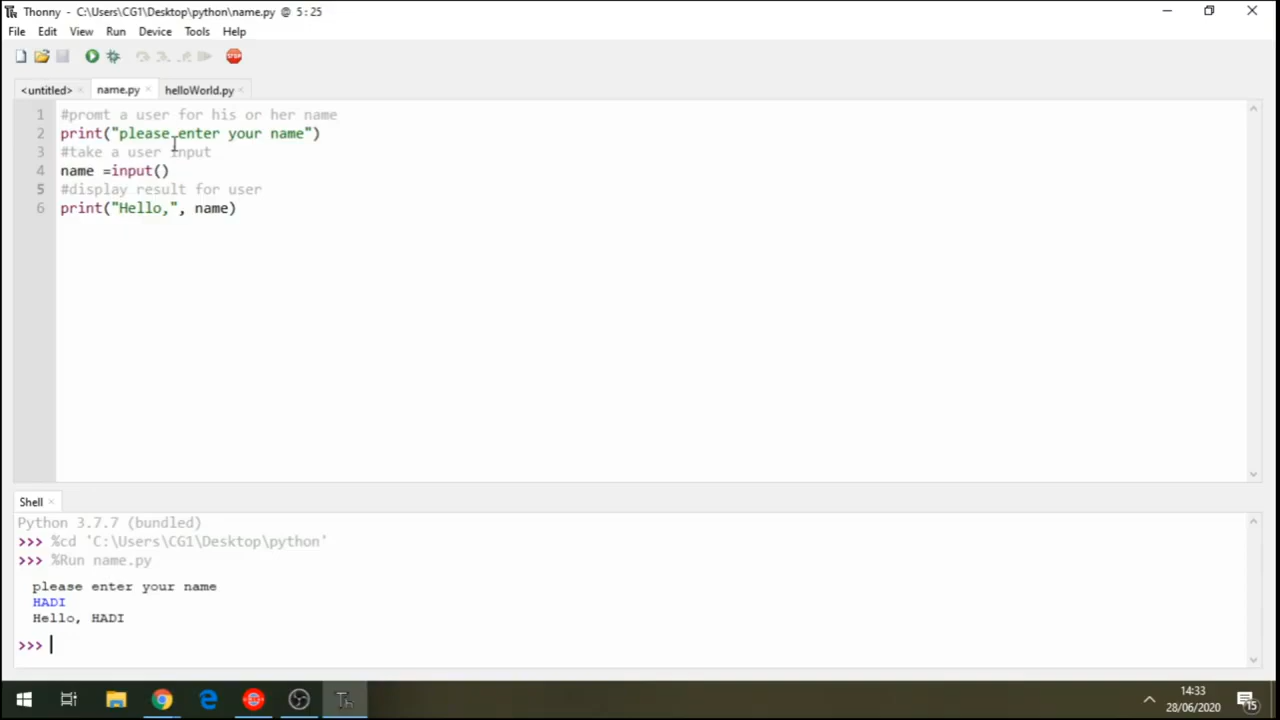 Thonny - C:\Users\CG1\Desktop\python\name.py @ 5:25
File Edit View Run Device Tools Help
STOP
<untitled> × name.py × helloWorld.py ×
1 #promt a user for his or her name
2 print("please enter your name")
3 #take a user input
4 name =input()
5 #display result for user
6 print("Hello,", name)
Shell ×
Python 3.7.7 (bundled)
>>> %cd 'C:\Users\CG1\Desktop\python'
>>> %Run name.py
please enter your name
HADI
Hello, HADI
>>>
14:33
28/06/2020
15